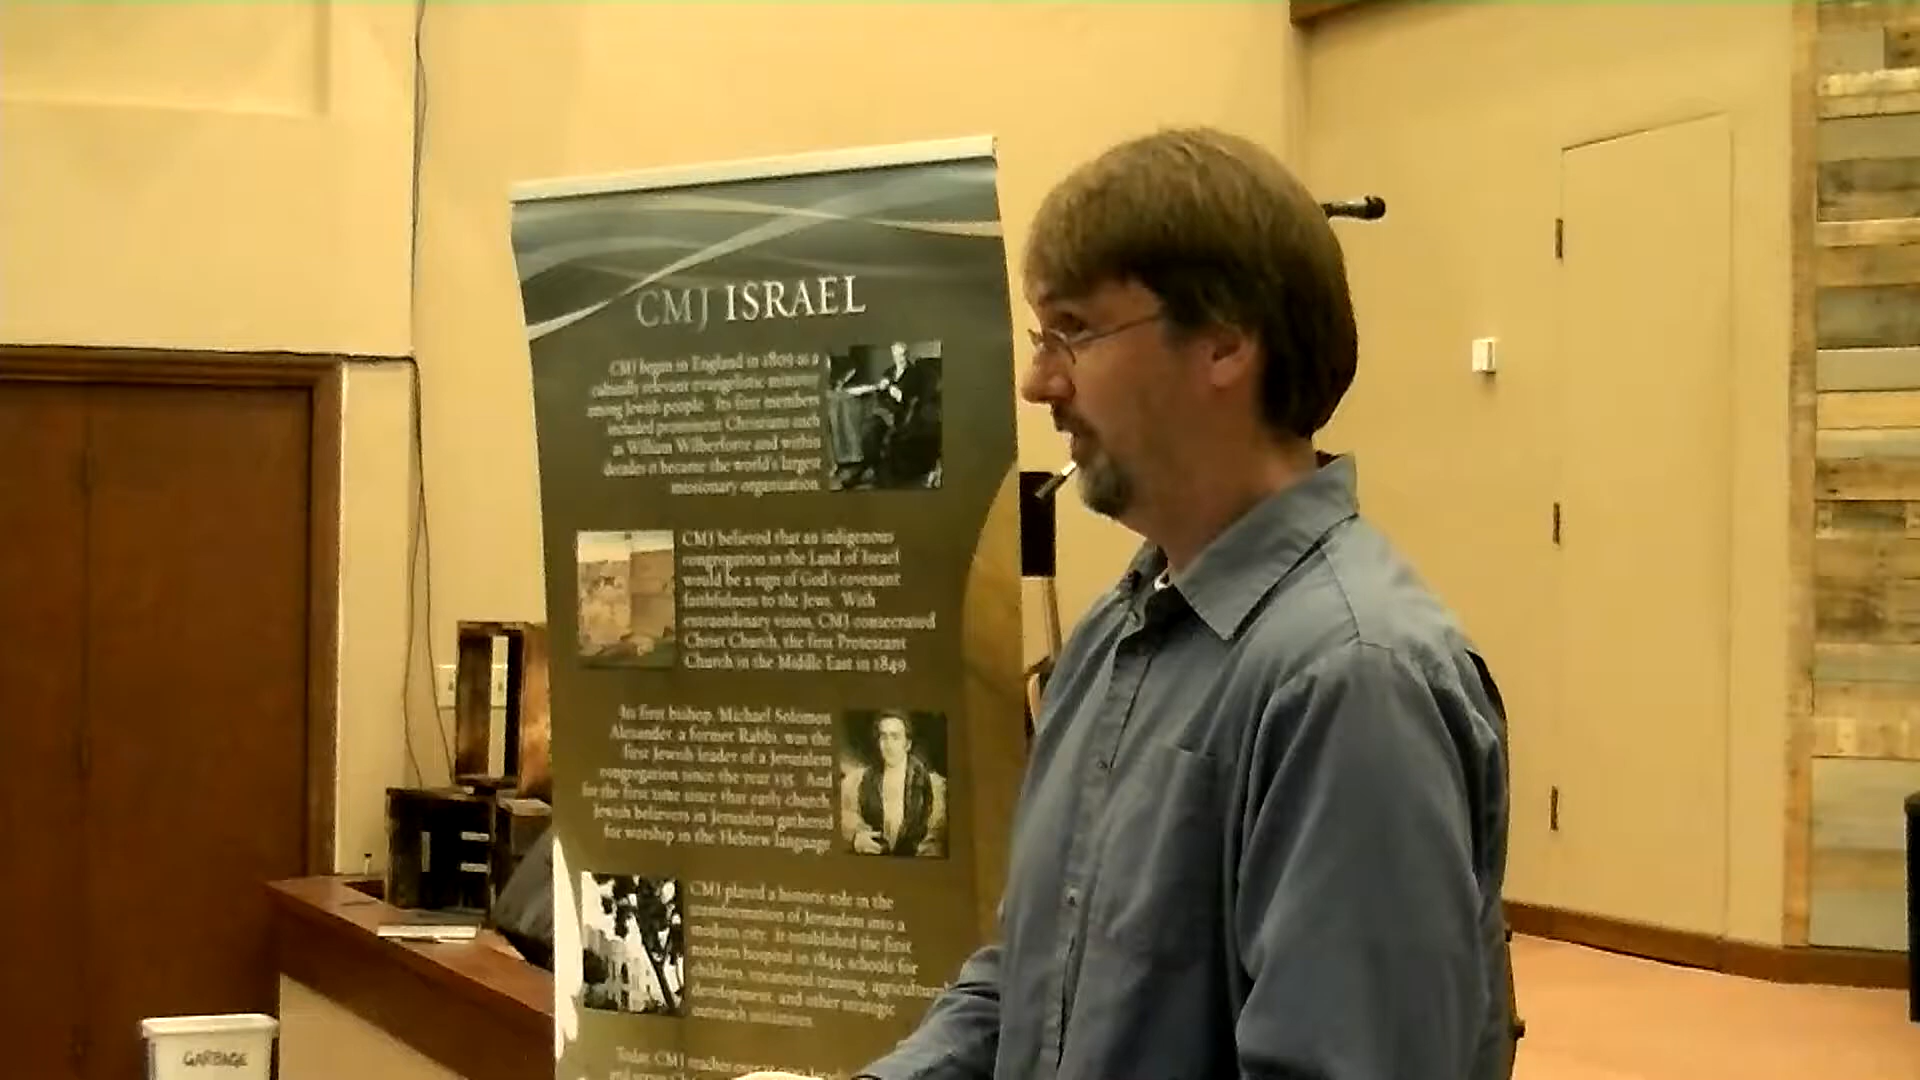 CMJ ISRAEL
CMJ began in England in 1809 as a
culturally relevant evangelistic ministry
among Jewish people. Its first members
included prominent Christians such
as William Wilberforce and within
decades it became the world's largest
missionary organization.
CMJ believed that an indigenous
congregation in the Land of Israel
would be a sign of God's covenant
faithfulness to the Jews. With
extraordinary vision, CMJ consecrated
Christ Church, the first Protestant
Church in the Middle East in 1849.
Its first bishop, Michael Solomon
Alexander, a former Rabbi, was the
first Jewish leader of a Jerusalem
congregation since the year 135. And
for the first time since that early church,
Jewish believers in Jerusalem gathered
for worship in the Hebrew language
CMJ played a historic role in the
transformation of Jerusalem into a
modern city. It established the first
modern hospital in 1844, schools for
children, vocational training, agricultural
development, and other strategic
outreach initiatives.
Today, CMJ reaches over
GARBAGE